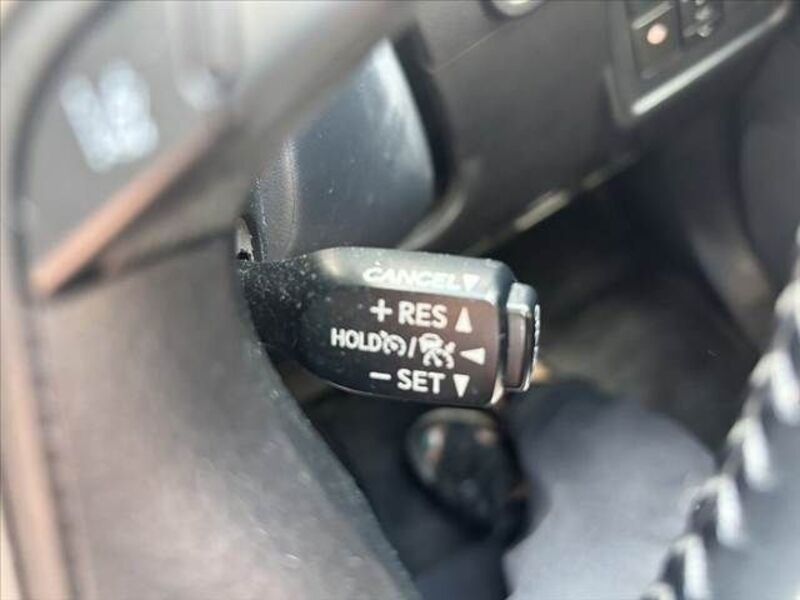 CANCEL▼
+ RES ▲
HOLD / ◄
− SET ▼